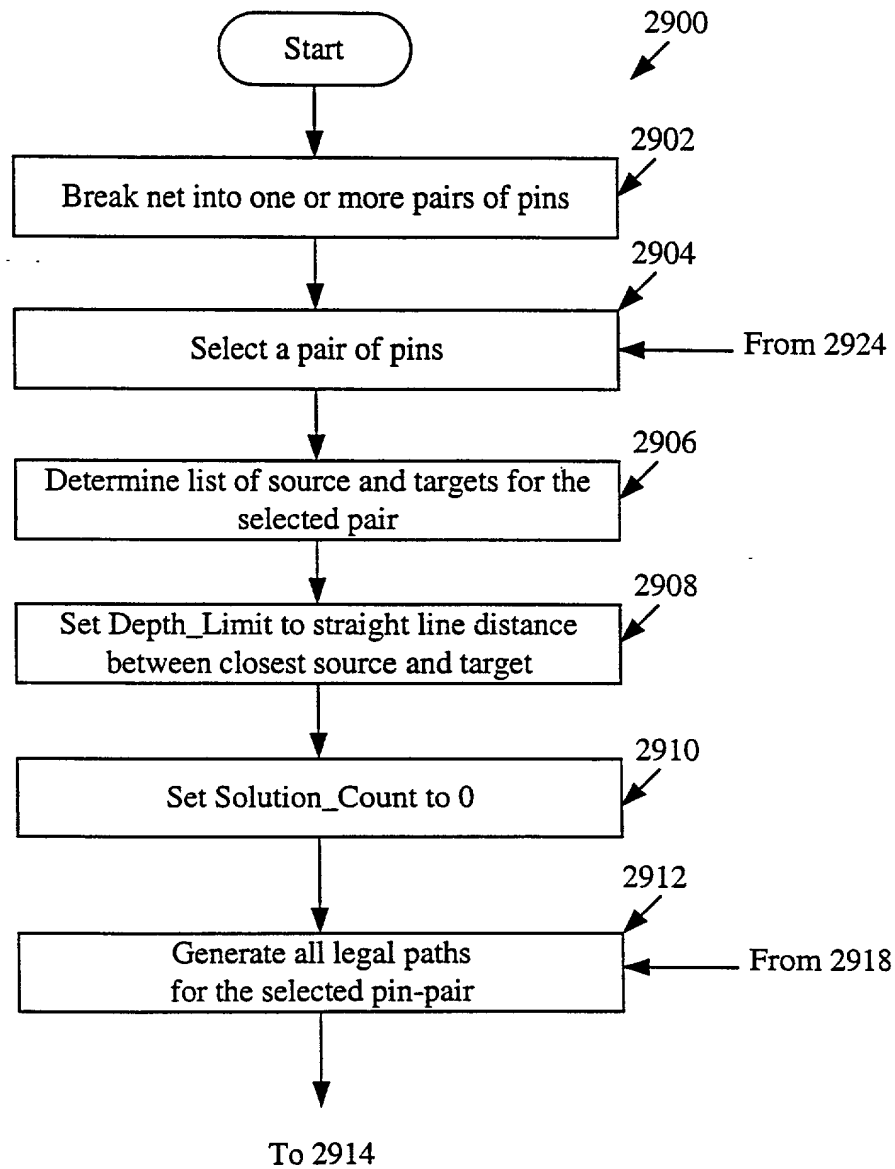 Start
2900
2902
Break net into one or more pairs of pins
2904
Select a pair of pins
From 2924
2906
Determine list of source and targets for the
selected pair
2908
Set Depth_Limit to straight line distance
between closest source and target
2910
Set Solution_Count to 0
2912
Generate all legal paths
for the selected pin-pair
From 2918
To 2914